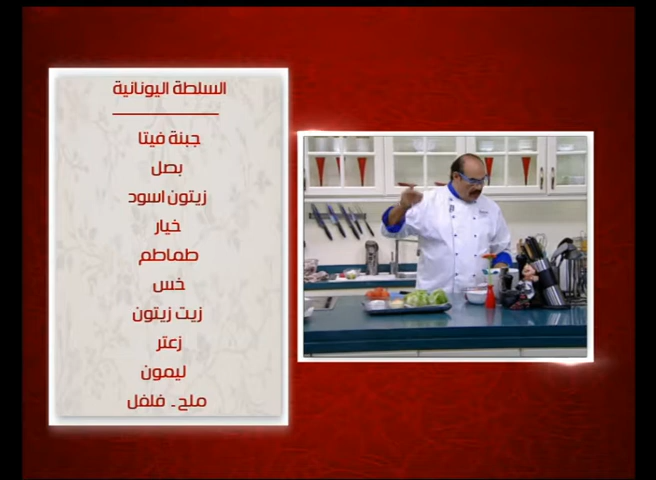 السلطة اليونانية
جبنة فيتا
بصل
زيتون اسود
خيار
طماطم
خس
زيت زيتون
زعتر
ليمون
ملح - فلفل